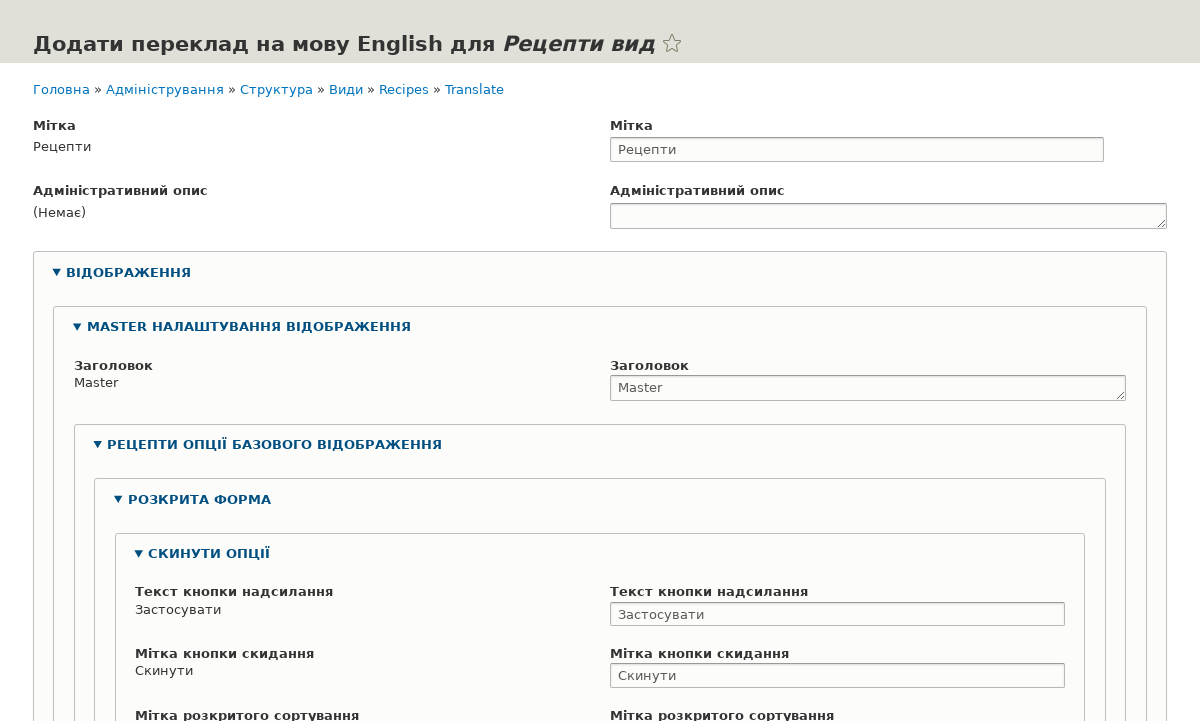 Додати переклад на мову English для Рецепти вид
Головна » Адміністрування » Структура » Види » Recipes » Translate
Мітка
Рецепти
Мітка
Рецепти
Адміністративний опис
(Немає)
Адміністративний опис
ВІДОБРАЖЕННЯ
MASTER НАЛАШТУВАННЯ ВІДОБРАЖЕННЯ
Заголовок
Master
Заголовок
Master
РЕЦЕПТИ ОПЦІЇ БАЗОВОГО ВІДОБРАЖЕННЯ
РОЗКРИТА ФОРМА
СКИНУТИ ОПЦІЇ
Текст кнопки надсилання
Застосувати
Текст кнопки надсилання
Застосувати
Мітка кнопки скидання
Скинути
Мітка кнопки скидання
Скинути
Мітка розкритого сортування
Мітка розкритого сортування